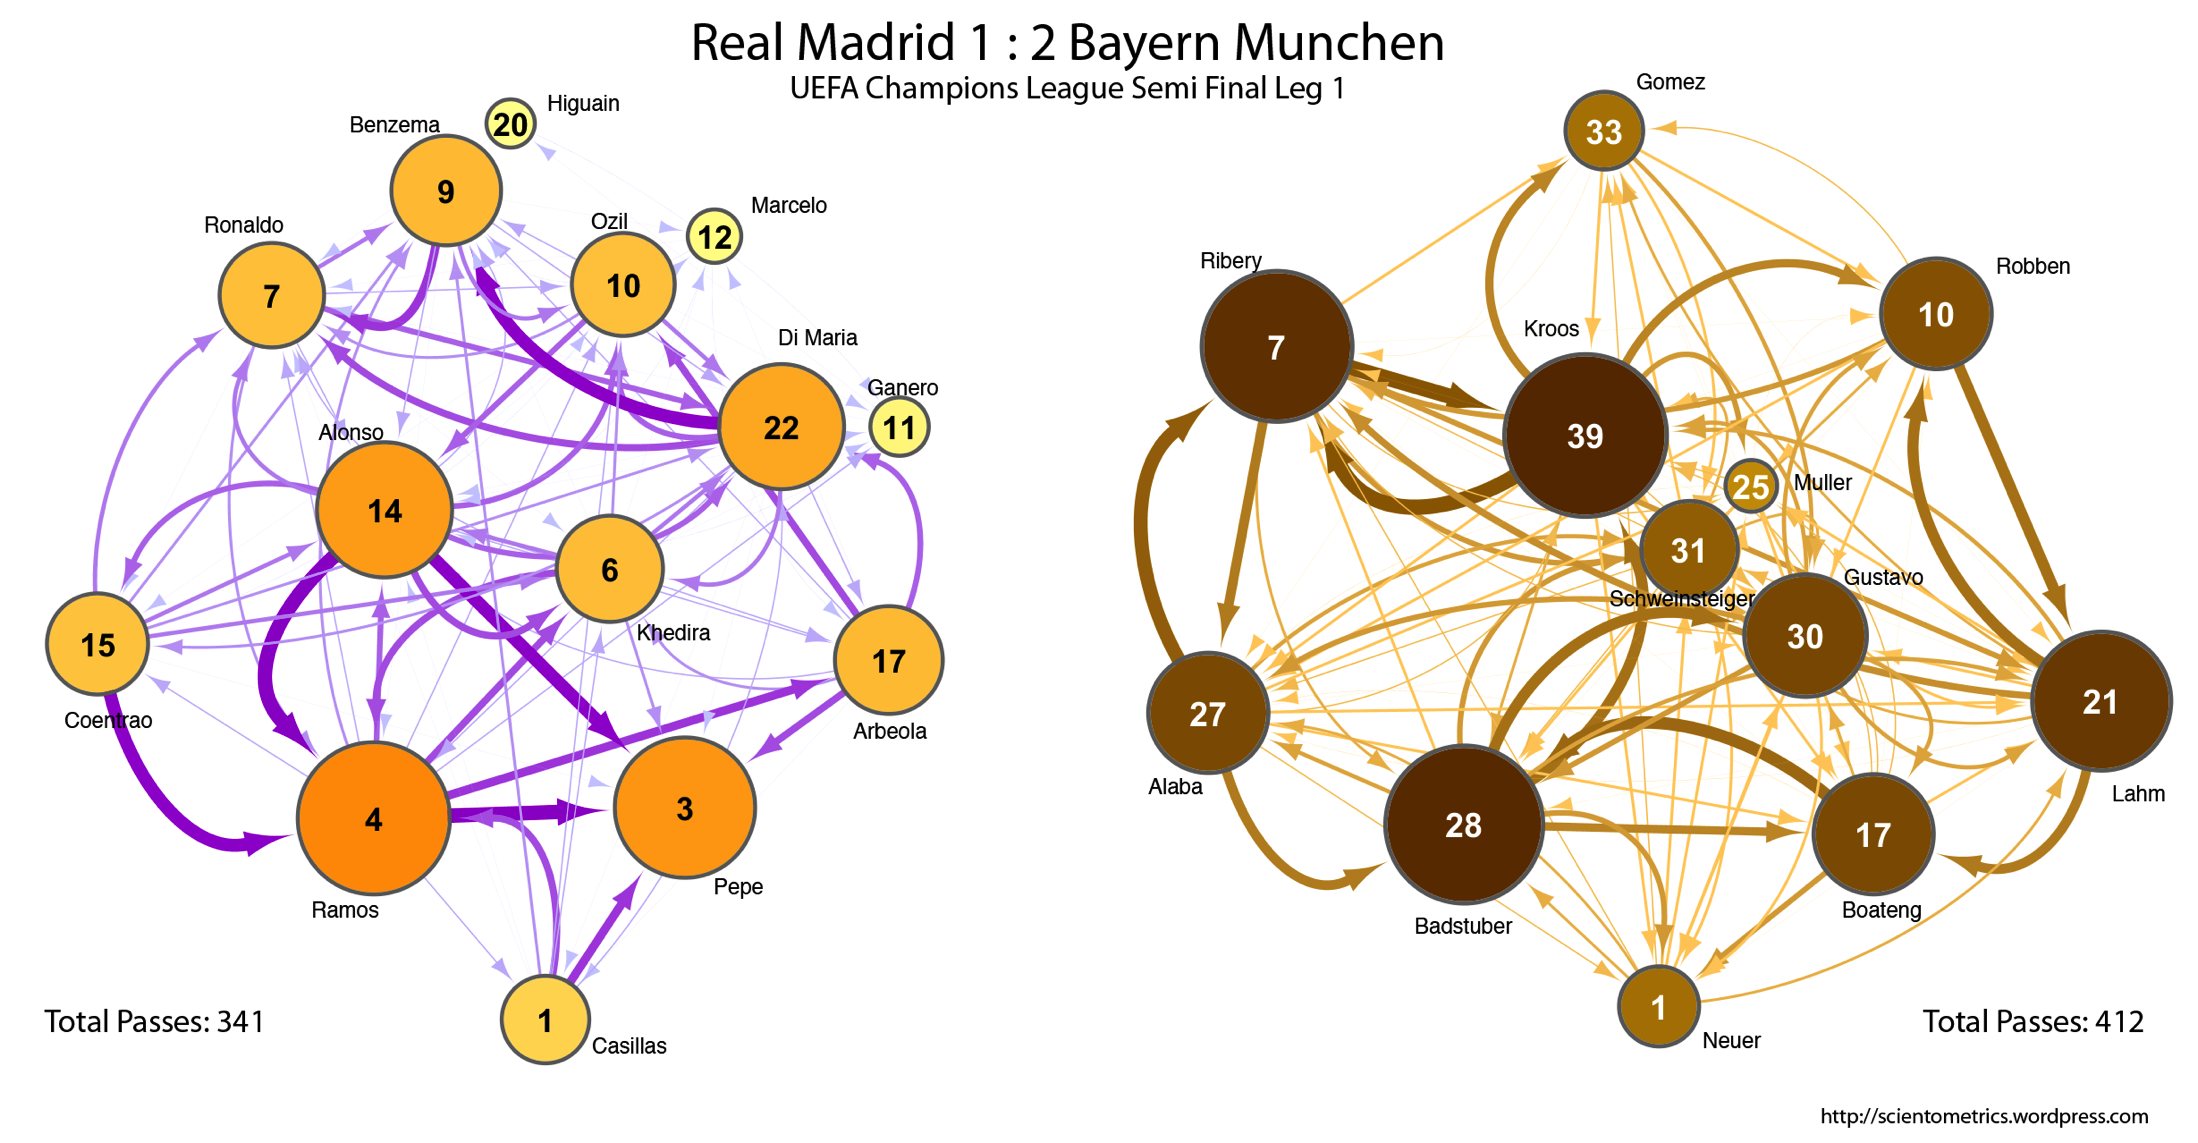 Real Madrid 1 : 2 Bayern Munchen
UEFA Champions League Semi Final Leg 1
Higuain
20
Benzema
9
Marcelo
12
Ozil
10
Ronaldo
7
Di Maria
22
Ganero
11
Alonso
14
6
Khedira
15
Coentrao
17
Arbeola
4
Ramos
3
Pepe
1
Casillas
Total Passes: 341
Gomez
33
Ribery
7
Robben
10
Kroos
39
Muller
25
31
Schweinsteiger
Gustavo
30
27
Alaba
21
Lahm
28
Badstuber
17
Boateng
1
Neuer
Total Passes: 412
http://scientometrics.wordpress.com